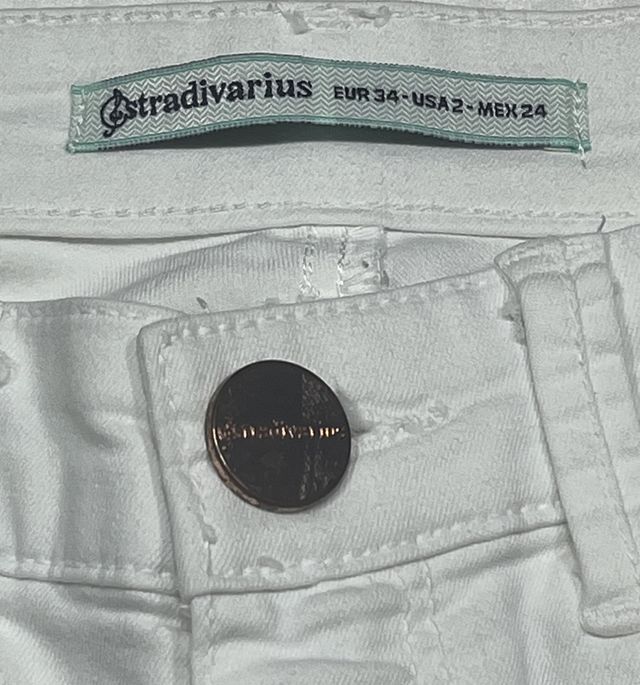 stradivarius EUR 34 - USA 2 - MEX 24
stradivarius